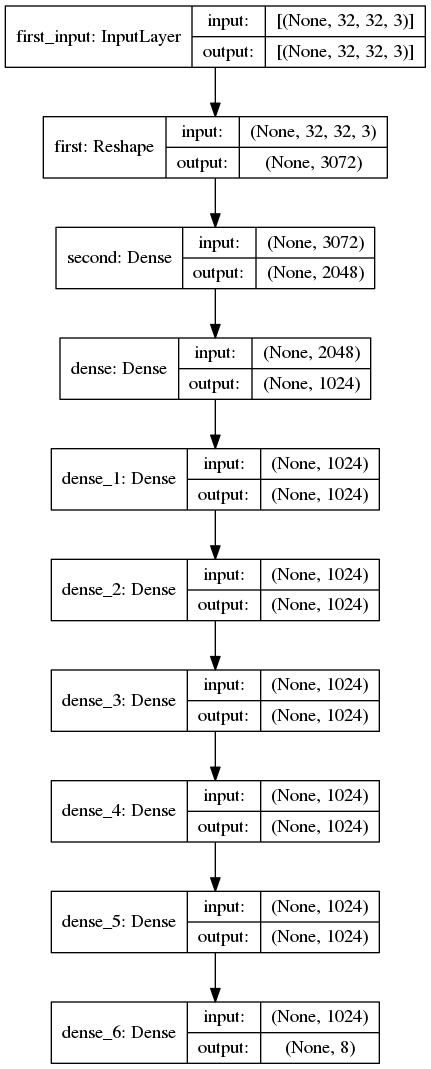 first_input: InputLayer input: [(None, 32, 32, 3)]
output: [(None, 32, 32, 3)]
first: Reshape input: (None, 32, 32, 3)
output: (None, 3072)
second: Dense input: (None, 3072)
output: (None, 2048)
dense: Dense input: (None, 2048)
output: (None, 1024)
dense_1: Dense input: (None, 1024)
output: (None, 1024)
dense_2: Dense input: (None, 1024)
output: (None, 1024)
dense_3: Dense input: (None, 1024)
output: (None, 1024)
dense_4: Dense input: (None, 1024)
output: (None, 1024)
dense_5: Dense input: (None, 1024)
output: (None, 1024)
dense_6: Dense input: (None, 1024)
output: (None, 8)